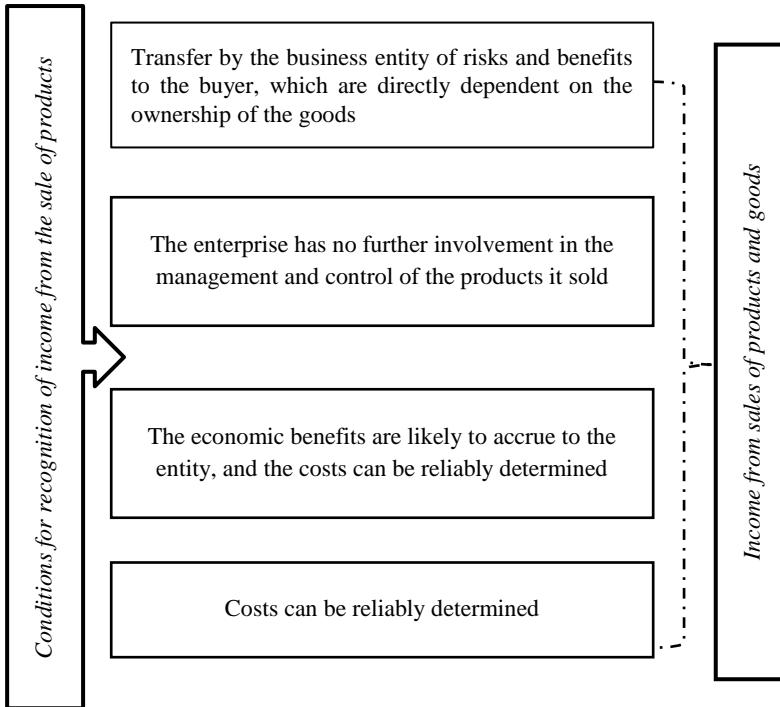 Conditions for recognition of income from the sale of products
Transfer by the business entity of risks and benefits
to the buyer, which are directly dependent on the
ownership of the goods
The enterprise has no further involvement in the
management and control of the products it sold
The economic benefits are likely to accrue to the
entity, and the costs can be reliably determined
Costs can be reliably determined
Income from sales of products and goods